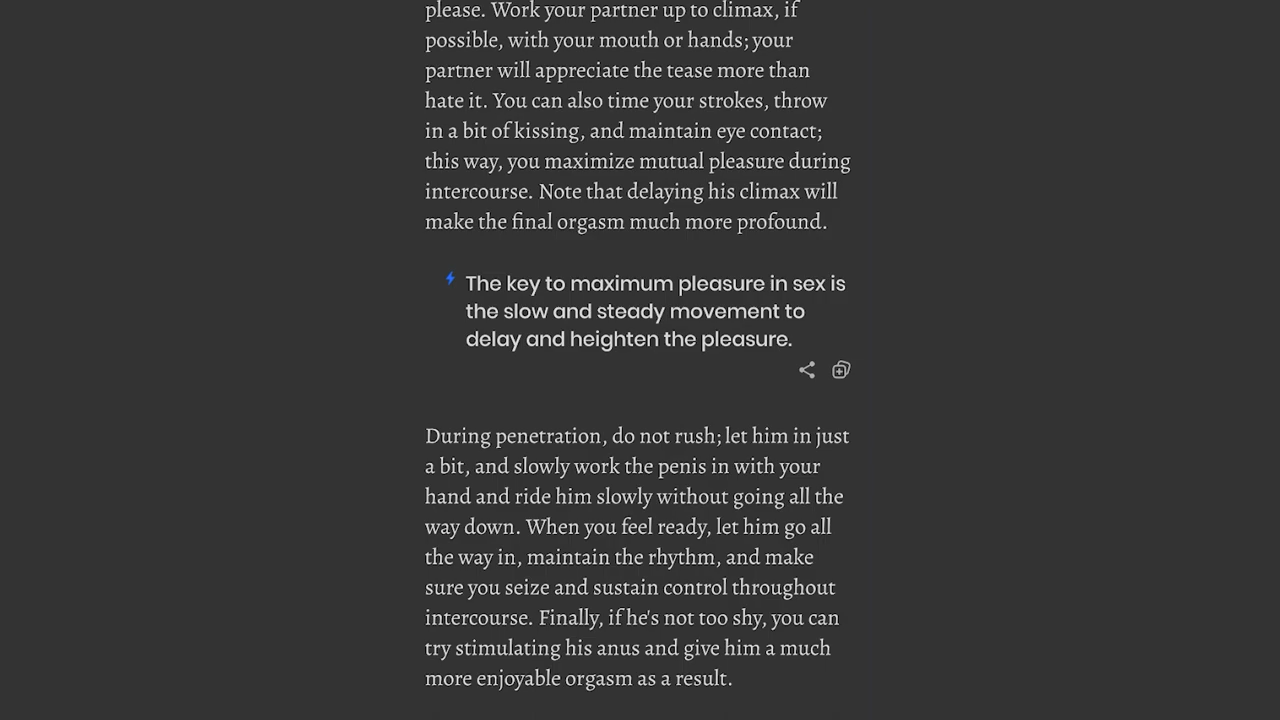 please. Work your partner up to climax, if
possible, with your mouth or hands; your
partner will appreciate the tease more than
hate it. You can also time your strokes, throw
in a bit of kissing, and maintain eye contact;
this way, you maximize mutual pleasure during
intercourse. Note that delaying his climax will
make the final orgasm much more profound.
The key to maximum pleasure in sex is
the slow and steady movement to
delay and heighten the pleasure.
During penetration, do not rush; let him in just
a bit, and slowly work the penis in with your
hand and ride him slowly without going all the
way down. When you feel ready, let him go all
the way in, maintain the rhythm, and make
sure you seize and sustain control throughout
intercourse. Finally, if he's not too shy, you can
try stimulating his anus and give him a much
more enjoyable orgasm as a result.